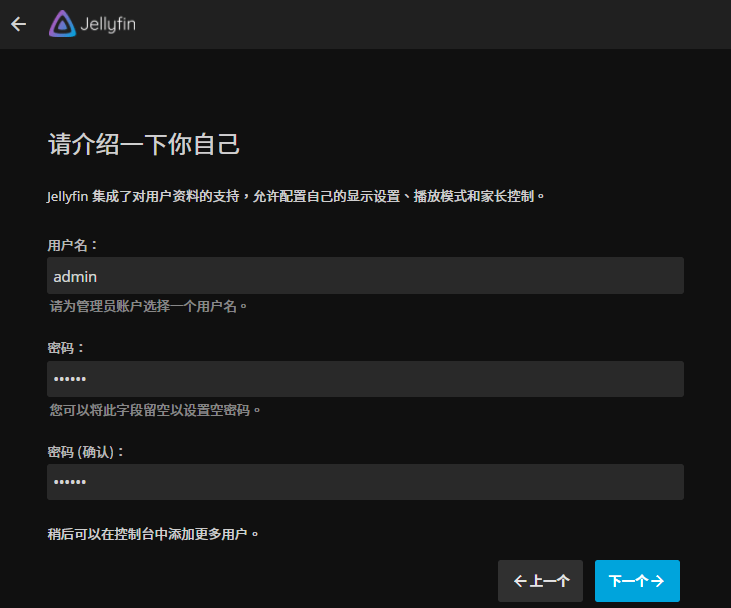 Jellyfin
请介绍一下你自己
Jellyfin 集成了对用户资料的支持，允许配置自己的显示设置、播放模式和家长控制。
用户名：
admin
请为管理员账户选择一个用户名。
密码：
••••••
您可以将此字段留空以设置空密码。
密码 (确认)：
••••••
稍后可以在控制台中添加更多用户。
上一个
下一个